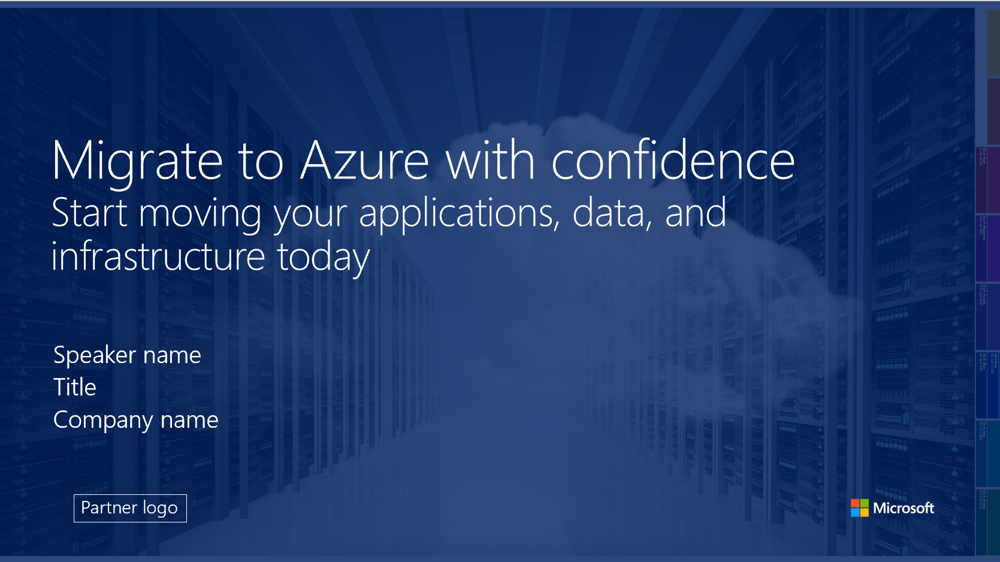 Migrate to Azure with confidence
Start moving your applications, data, and
infrastructure today
Speaker name
Title
Company name
Partner logo
Microsoft